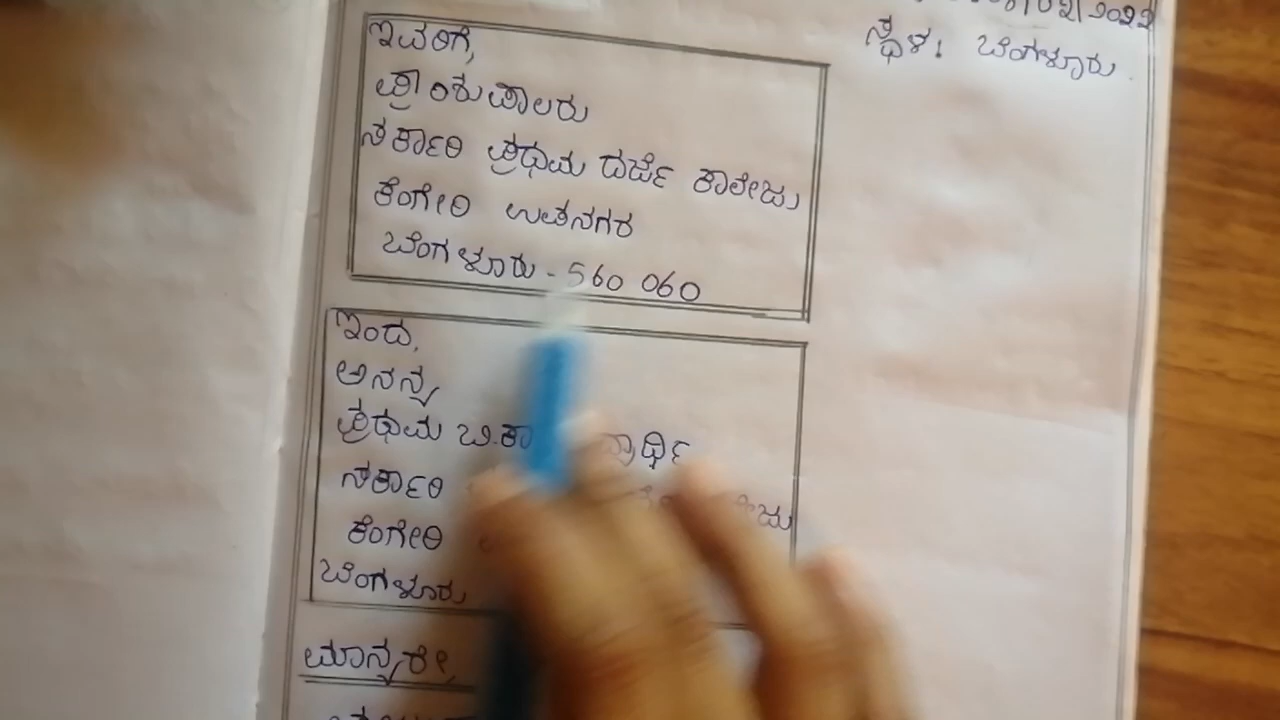 ಸ್ಥಳ: ಬೆಂಗಳೂರು
ಇವರಿಗೆ,
ಪ್ರಾಂಶುಪಾಲರು
ಸರ್ಕಾರಿ ಪ್ರಥಮ ದರ್ಜೆ ಕಾಲೇಜು
ಕೆಂಗೇರಿ ಉಪನಗರ
ಬೆಂಗಳೂರು - 560 060
ಇಂದ,
ಅನನ್ಯ
ಪ್ರಥಮ ಬಿ.ಕಾ
ಸರ್ಕಾರಿ
ಕೆಂಗೇರಿ
ಬೆಂಗಳೂರು
ಮಾನ್ಯರೇ,